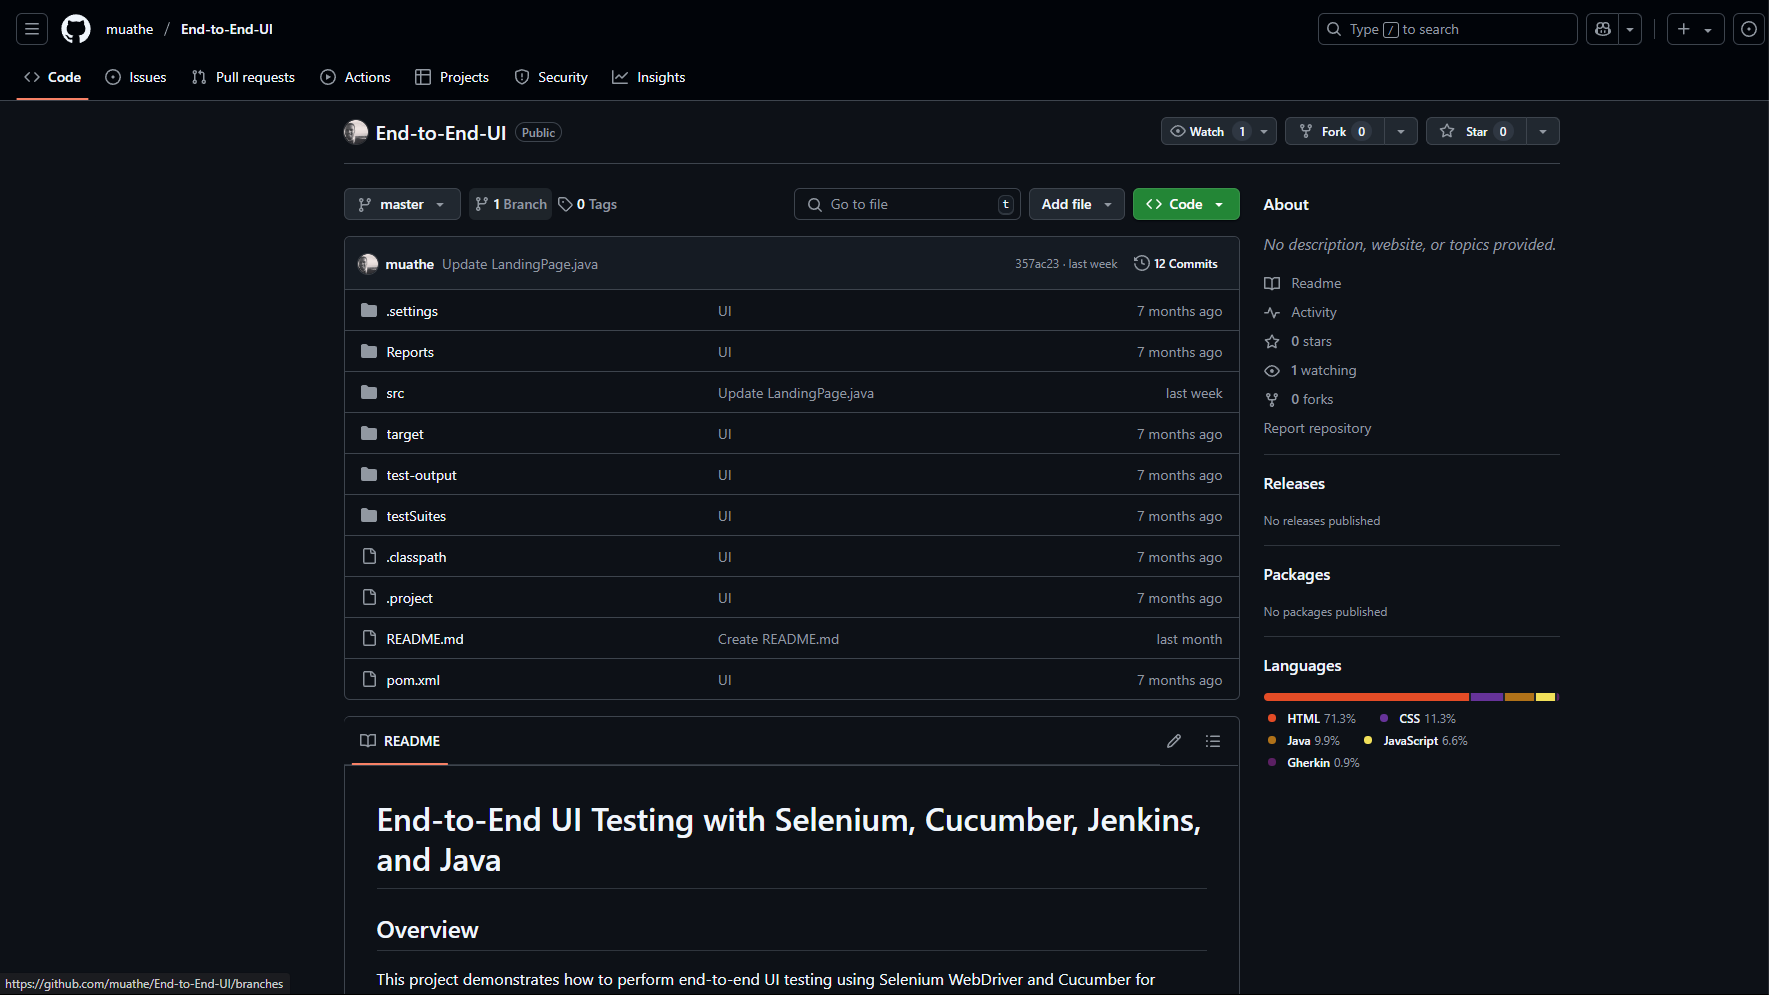 muathe / End-to-End-UI
Type / to search
Code Issues Pull requests Actions Projects Security Insights
End-to-End-UI Public
Watch 1 Fork 0 Star 0
master 1 Branch 0 Tags Go to file t Add file Code
muathe Update LandingPage.java 357ac23 · last week 12 Commits
.settings UI 7 months ago
Reports UI 7 months ago
src Update LandingPage.java last week
target UI 7 months ago
test-output UI 7 months ago
testSuites UI 7 months ago
.classpath UI 7 months ago
.project UI 7 months ago
README.md Create README.md last month
pom.xml UI 7 months ago
README
End-to-End UI Testing with Selenium, Cucumber, Jenkins,
and Java
Overview
This project demonstrates how to perform end-to-end UI testing using Selenium WebDriver and Cucumber for
About
No description, website, or topics provided.
Readme
Activity
0 stars
1 watching
0 forks
Report repository
Releases
No releases published
Packages
No packages published
Languages
HTML 71.3% CSS 11.3%
Java 9.9% JavaScript 6.6%
Gherkin 0.9%
https://github.com/muathe/End-to-End-UI/branches